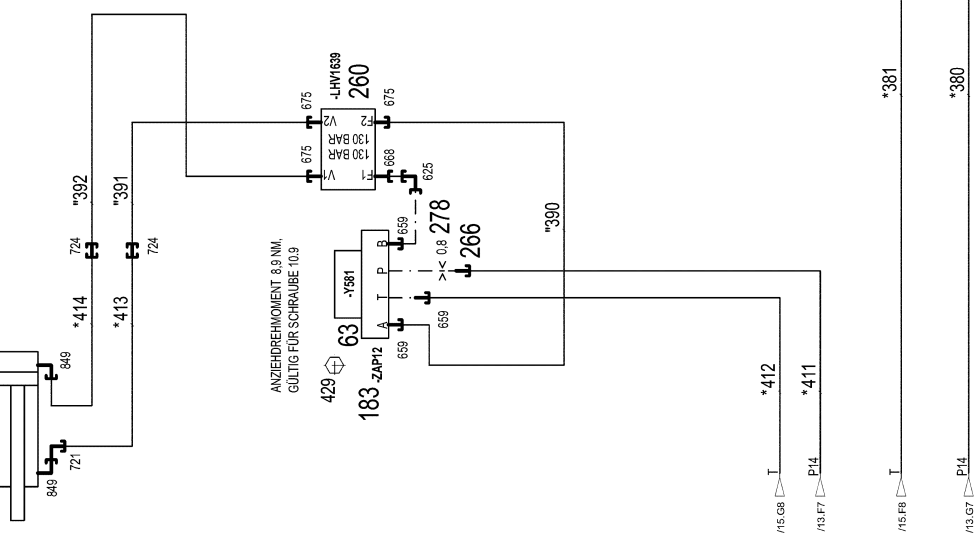 "392
"391
724
724
*414
*413
849
849
721
ANZIEHDREHMOMENT 8,9 NM,
GÜLTIG FÜR SCHRAUBE 10.9
429
183
-ZAP12
63
-Y581
A
T
P
B
659
659
659
>< 0,8
278
266
-LHV1639
260
675
675
675
V1
V2
130 BAR
130 BAR
F1
F2
668
625
"390
*412
*411
*381
*380
T
P14
T
P14
/15.G8
/13.F7
/15.F8
/13.G7